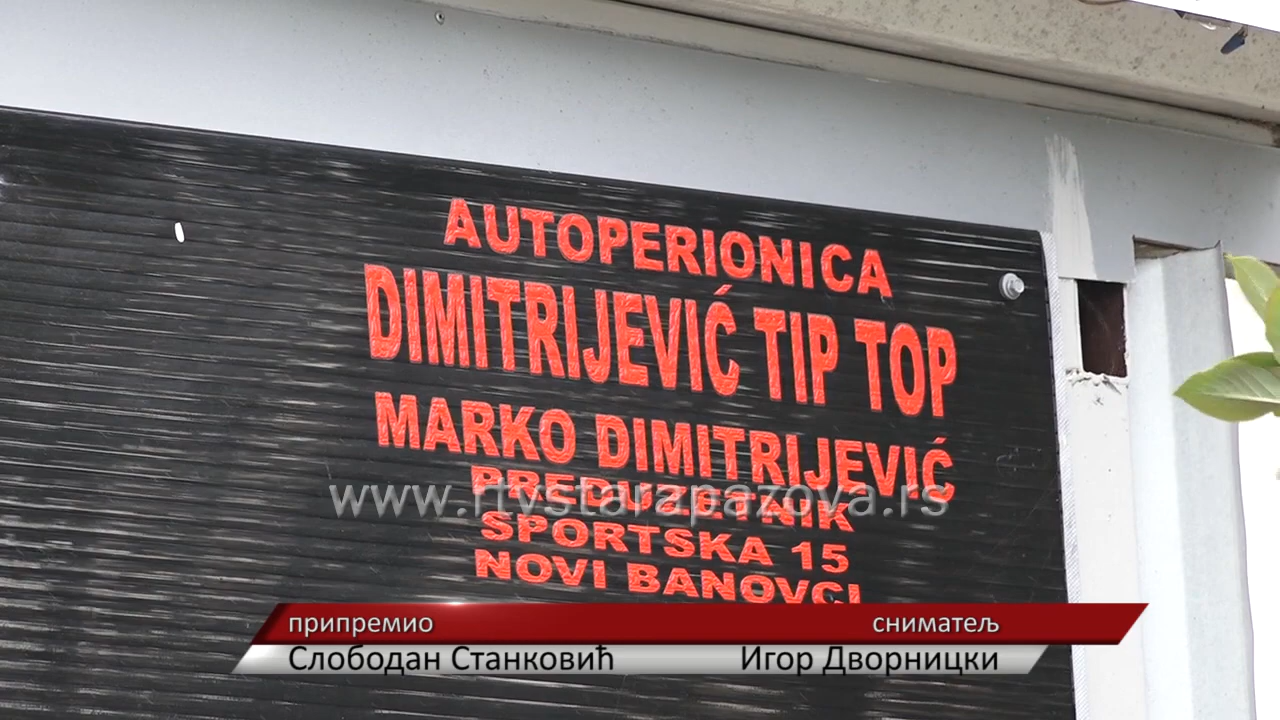 AUTOPERIONICA
DIMITRIJEVIĆ TIP TOP
MARKO DIMITRIJEVIĆ
PREDUZETNIK
www.rtvstarapazova.rs
SPORTSKA 15
NOVI BANOVCI
припремио
сниматељ
Слободан Станковић
Игор Дворницки